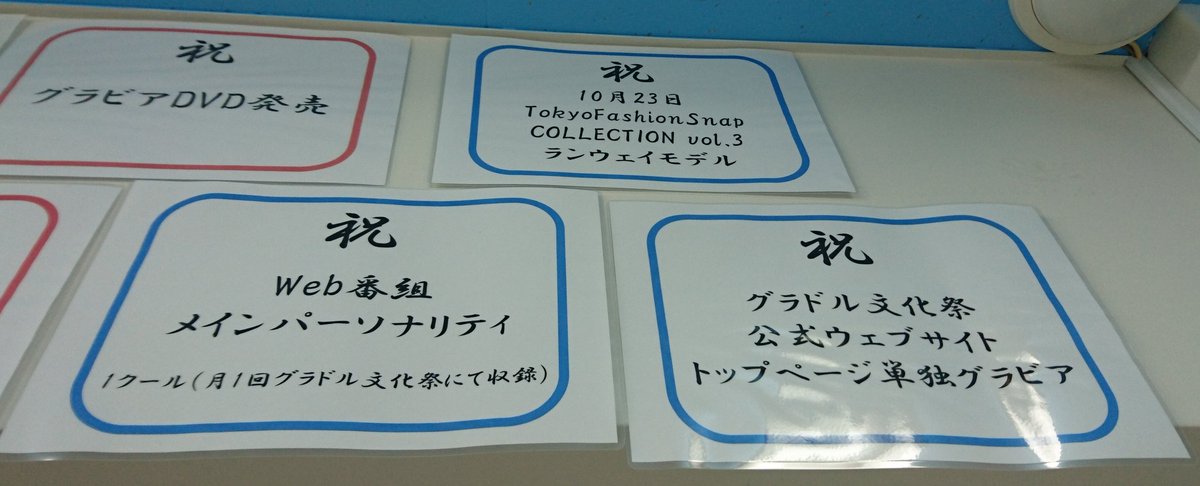 祝
グラビアDVD発売
祝
10月23日
TokyoFashionSnap
COLLECTION vol.3
ランウェイモデル
祝
Web番組
メインパーソナリティ
1クール(月1回グラドル文化祭にて収録)
祝
グラドル文化祭
公式ウェブサイト
トップページ単独グラビア